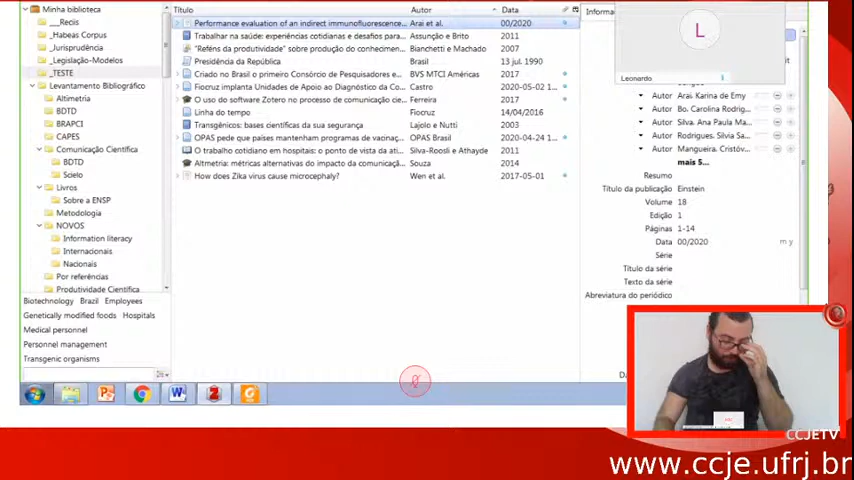 Minha biblioteca
___Recis
_Habeas Corpus
_Jurisprudência
_Legislação-Modelos
_TESTE
Levantamento Bibliográfico
Altimetria
BDTD
BRAPCI
CAPES
Comunicação Científica
BDTD
Scielo
Livros
Sobre a ENSP
Metodologia
NOVOS
Information literacy
Internacionais
Nacionais
Por referências
Produtividade Científica
Biotechnology Brazil Employees
Genetically modified foods Hospitals
Medical personnel
Personnel management
Transgenic organisms
Título Autor Data
Performance evaluation of an indirect immunofluorescence... Arai et al. 00/2020
Trabalhar na saúde: experiências cotidianas e desafios para... Assunção e Brito 2011
"Reféns da produtividade" sobre produção do conhecimen... Bianchetti e Machado 2007
Presidência da República Brasil 13 jul 1990
Criado no Brasil o primeiro Consórcio de Pesquisadores e... BVS MTCI Américas 2017
Fiocruz implanta Unidades de Apoio ao Diagnóstico da Co... Castro 2020-05-02 1...
O uso do software Zotero no processo de comunicação cie... Ferreira 2017
Linha do tempo Fiocruz 14/04/2016
Transgênicos: bases científicas da sua segurança Lajolo e Nutti 2003
OPAS pede que países mantenham programas de vacinaç... OPAS Brasil 2020-04-24 1...
O trabalho cotidiano em hospitais: o ponto de vista da ati... Silva-Roosli e Athayde 2011
Altmetria: métricas alternativas do impacto da comunicaçã... Souza 2014
How does Zika virus cause microcephaly? Wen et al. 2017-05-01
Informa
L
Leonardo
Autor Arai, Karina de Emy
Autor Bo. Carolina Rodrig...
Autor Silva. Ana Paula Ma...
Autor Rodrigues. Silvia Sa...
Autor Mangueira. Cristóv...
mais 5...
Resumo
Título da publicação Einstein
Volume 18
Edição 1
Páginas 1-14
Data 00/2020 m y
Série
Título da série
Texto da série
Abreviatura do periódico
CCJETV
www.ccje.ufrj.br